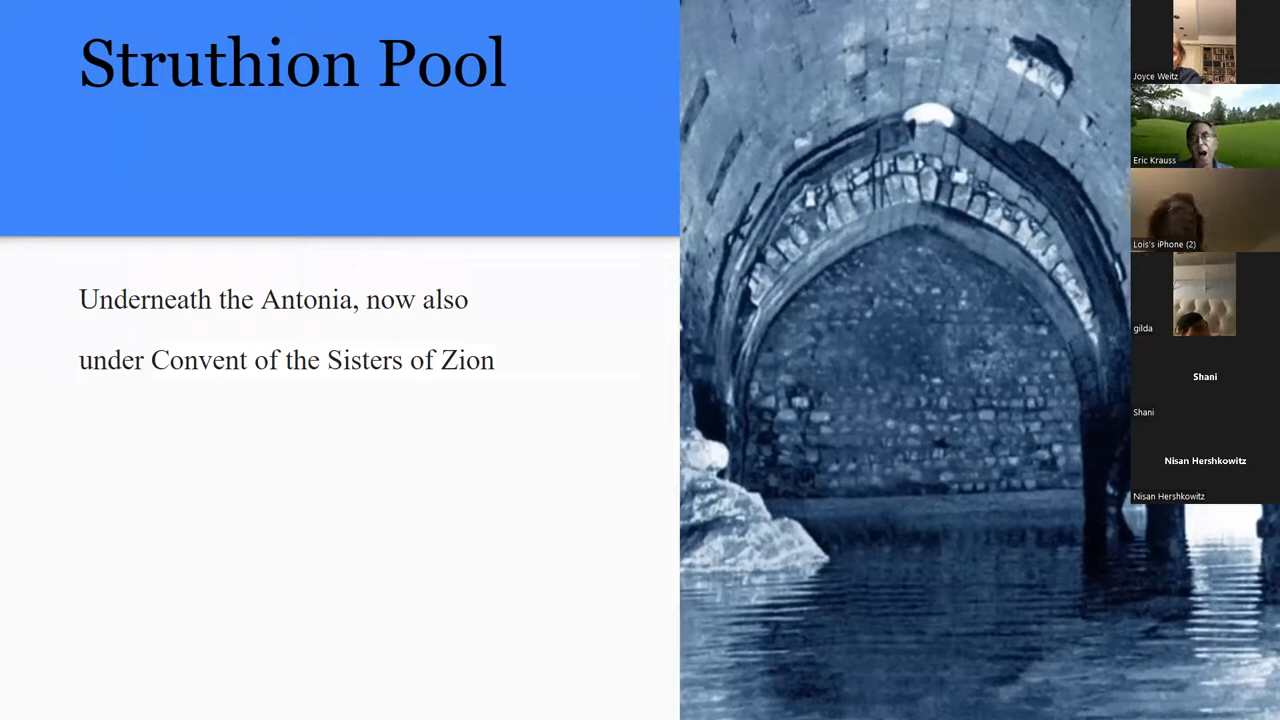 Struthion Pool
Underneath the Antonia, now also
under Convent of the Sisters of Zion
Joyce Weitz
Eric Krauss
Lois's iPhone (2)
gilda
Shani
Shani
Nisan Hershkowitz
Nisan Hershkowitz